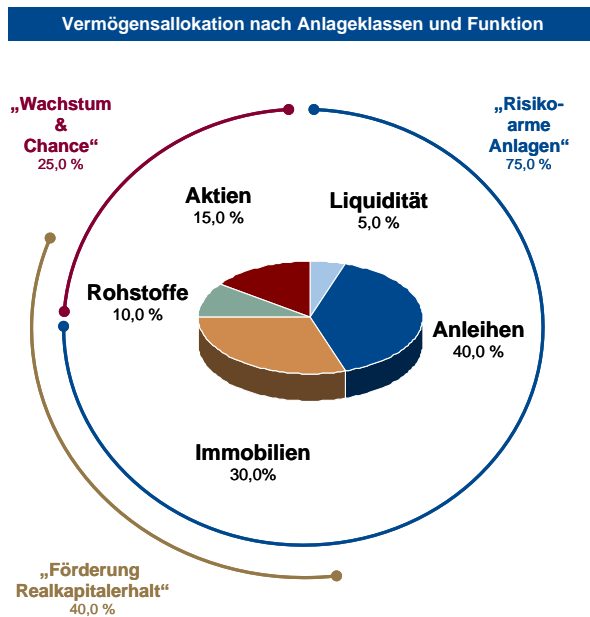 Vermögensallokation nach Anlageklassen und Funktion
„Wachstum
&
Chance“
25,0 %
„Risiko-
arme
Anlagen“
75,0 %
Aktien
15,0 %
Liquidität
5,0 %
Rohstoffe
10,0 %
Anleihen
40,0 %
Immobilien
30,0%
„Förderung
Realkapitalerhalt“
40,0 %